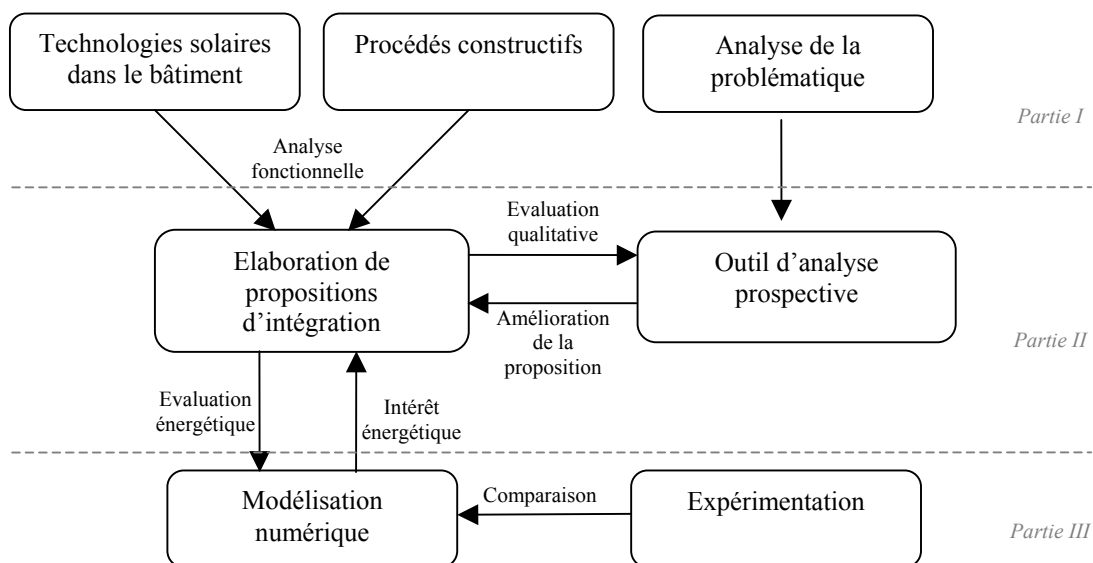 Technologies solaires
dans le bâtiment
Procédés constructifs
Analyse de la
problématique
Partie I
Analyse
fonctionnelle
Evaluation
qualitative
Elaboration de
propositions
d'intégration
Outil d'analyse
prospective
Amélioration
de la
proposition
Partie II
Evaluation
énergétique
Intérêt
énergétique
Modélisation
numérique
Comparaison
Expérimentation
Partie III